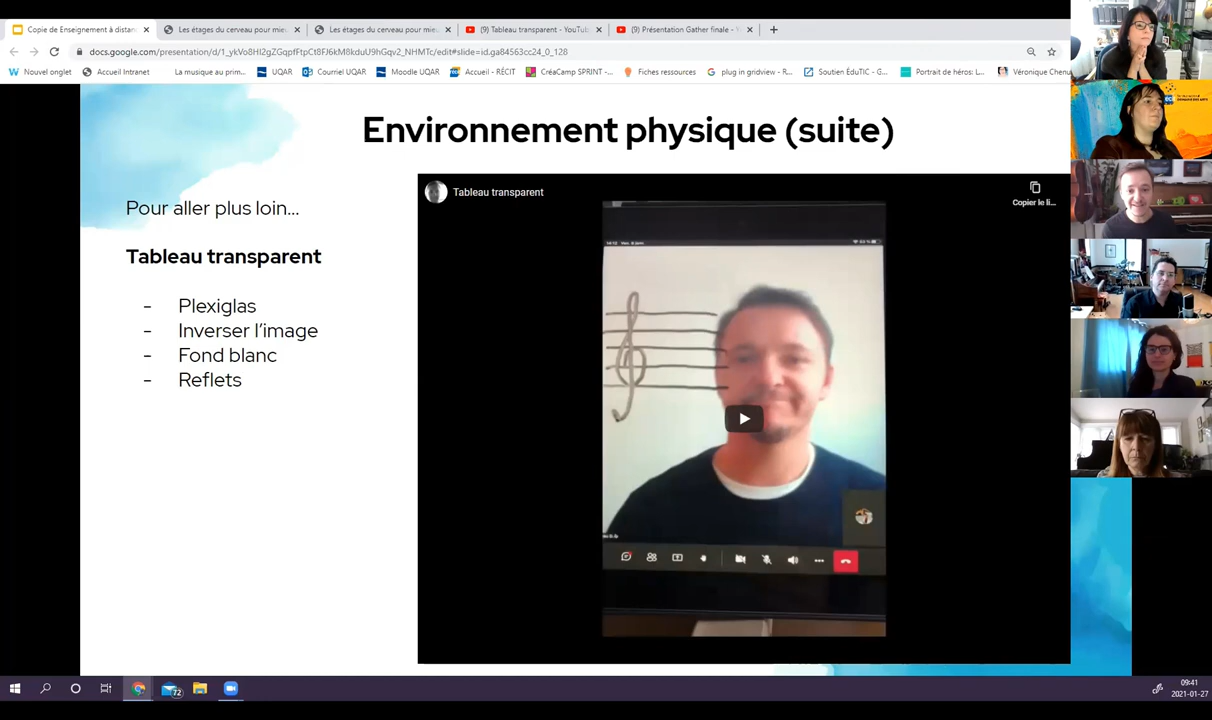 Copie de Enseignement à distan
Les étages du cerveau pour mieu
Les étages du cerveau pour mieu
(9) Tableau transparent - YouTub
(9) Présentation Gather finale - Y
docs.google.com/presentation/d/1_ykVo8HI2gZGqpfFtpCt8FJ6kM8kduU9hGqv2_NHMTc/edit#slide=id.ga84563cc24_0_128
Nouvel onglet
Accueil Intranet
La musique au prim...
UQAR
Courriel UQAR
Moodle UQAR
Accueil - RÉCIT
CréaCamp SPRINT -...
Fiches ressources
plug in gridview - R...
Soutien ÉduTIC - G...
Portrait de héros: L...
Véronique Chenu
Environnement physique (suite)
Pour aller plus loin...
Tableau transparent
- Plexiglas
- Inverser l'image
- Fond blanc
- Reflets
Tableau transparent
Copier le li...
72
09:41
2021-01-27